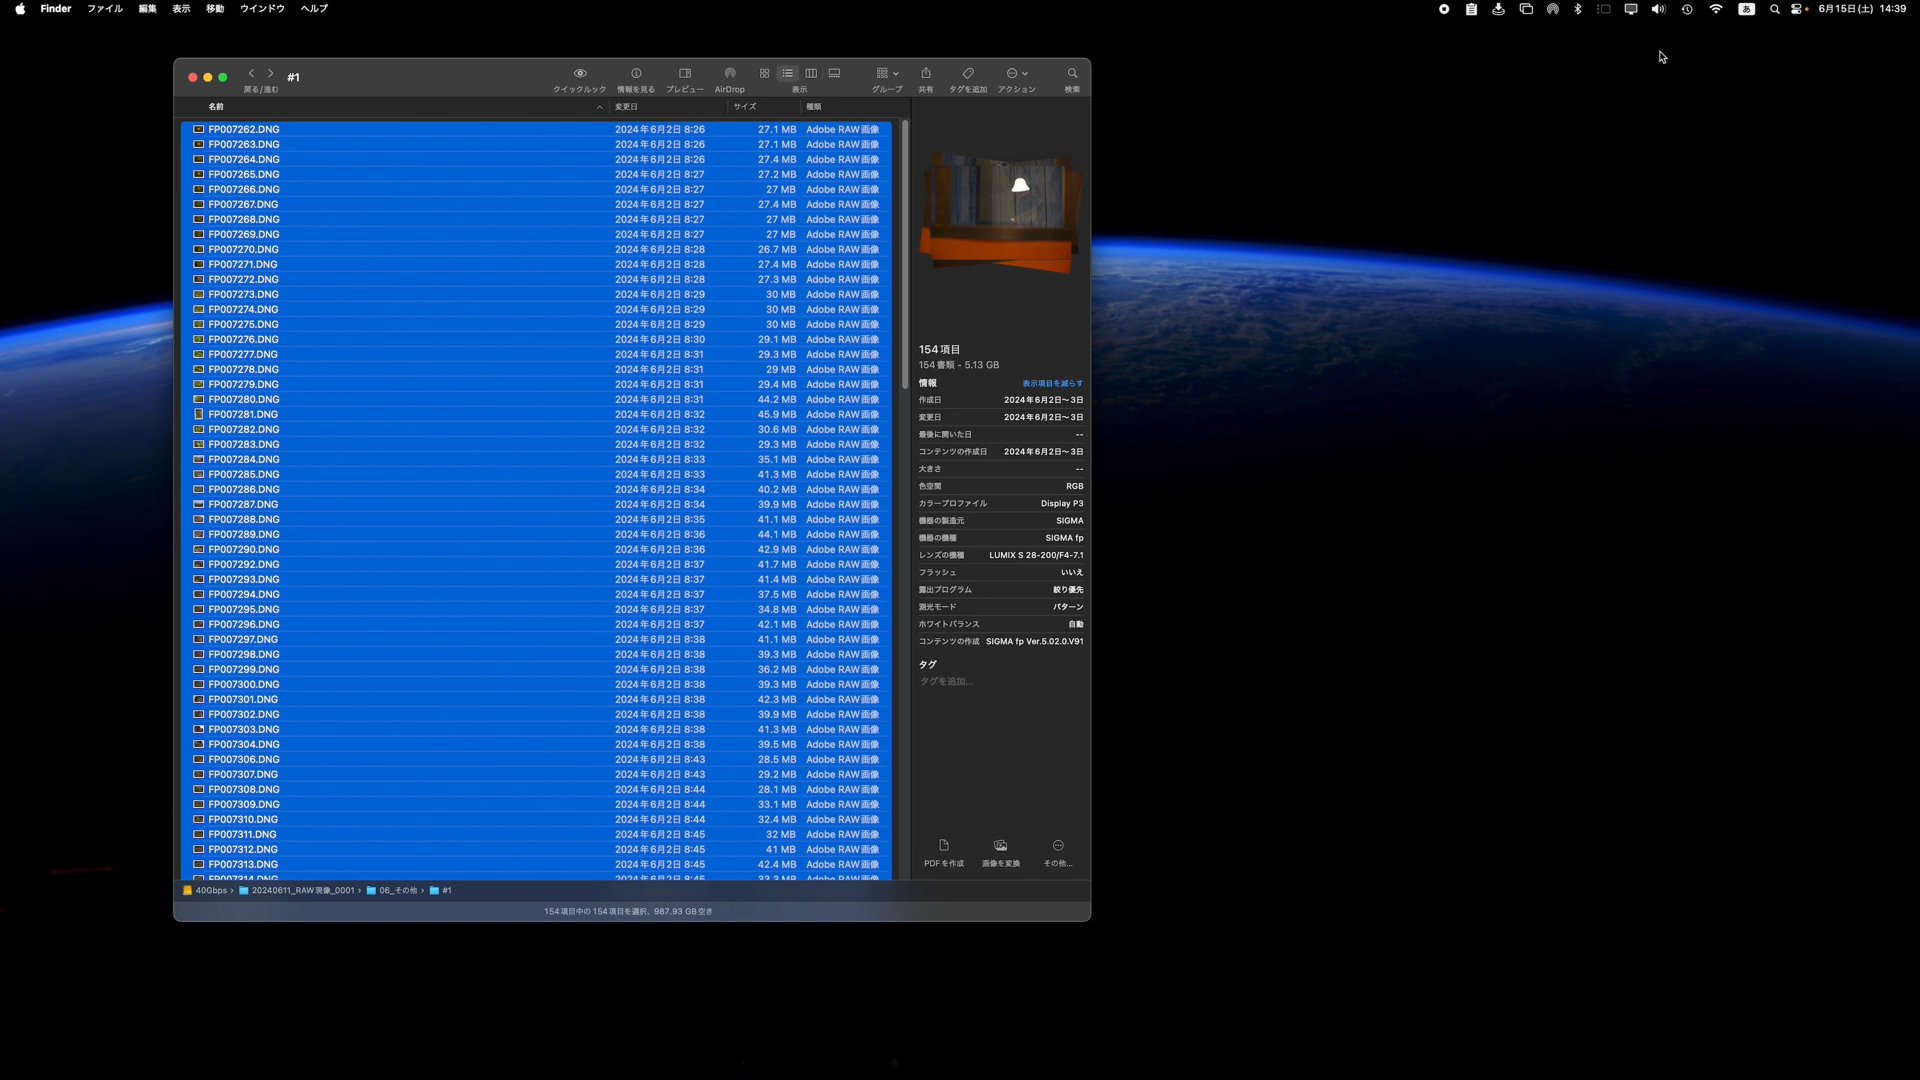 Finder ファイル 編集 表示 移動 ウインドウ ヘルプ
あ 6月15日(土) 14:39
#1
戻る/進む クイックルック 情報を見る プレビュー AirDrop 表示 グループ 共有 タグを追加 アクション 検索
名前 変更日 サイズ 種類
FP007262.DNG 2024年6月2日 8:26 27.1 MB Adobe RAW画像
FP007263.DNG 2024年6月2日 8:26 27.1 MB Adobe RAW画像
FP007264.DNG 2024年6月2日 8:26 27.4 MB Adobe RAW画像
FP007265.DNG 2024年6月2日 8:27 27.2 MB Adobe RAW画像
FP007266.DNG 2024年6月2日 8:27 27 MB Adobe RAW画像
FP007267.DNG 2024年6月2日 8:27 27.4 MB Adobe RAW画像
FP007268.DNG 2024年6月2日 8:27 27 MB Adobe RAW画像
FP007269.DNG 2024年6月2日 8:27 27 MB Adobe RAW画像
FP007270.DNG 2024年6月2日 8:28 26.7 MB Adobe RAW画像
FP007271.DNG 2024年6月2日 8:28 27.4 MB Adobe RAW画像
FP007272.DNG 2024年6月2日 8:28 27.3 MB Adobe RAW画像
FP007273.DNG 2024年6月2日 8:29 30 MB Adobe RAW画像
FP007274.DNG 2024年6月2日 8:29 30 MB Adobe RAW画像
FP007275.DNG 2024年6月2日 8:29 30 MB Adobe RAW画像
FP007276.DNG 2024年6月2日 8:30 29.1 MB Adobe RAW画像
FP007277.DNG 2024年6月2日 8:31 29.3 MB Adobe RAW画像
FP007278.DNG 2024年6月2日 8:31 29 MB Adobe RAW画像
FP007279.DNG 2024年6月2日 8:31 29.4 MB Adobe RAW画像
FP007280.DNG 2024年6月2日 8:31 44.2 MB Adobe RAW画像
FP007281.DNG 2024年6月2日 8:32 45.9 MB Adobe RAW画像
FP007282.DNG 2024年6月2日 8:32 30.6 MB Adobe RAW画像
FP007283.DNG 2024年6月2日 8:32 29.3 MB Adobe RAW画像
FP007284.DNG 2024年6月2日 8:33 35.1 MB Adobe RAW画像
FP007285.DNG 2024年6月2日 8:33 41.3 MB Adobe RAW画像
FP007286.DNG 2024年6月2日 8:34 40.2 MB Adobe RAW画像
FP007287.DNG 2024年6月2日 8:34 39.9 MB Adobe RAW画像
FP007288.DNG 2024年6月2日 8:35 41.1 MB Adobe RAW画像
FP007289.DNG 2024年6月2日 8:36 44.1 MB Adobe RAW画像
FP007290.DNG 2024年6月2日 8:36 42.9 MB Adobe RAW画像
FP007292.DNG 2024年6月2日 8:37 41.7 MB Adobe RAW画像
FP007293.DNG 2024年6月2日 8:37 41.4 MB Adobe RAW画像
FP007294.DNG 2024年6月2日 8:37 37.5 MB Adobe RAW画像
FP007295.DNG 2024年6月2日 8:37 34.8 MB Adobe RAW画像
FP007296.DNG 2024年6月2日 8:37 42.1 MB Adobe RAW画像
FP007297.DNG 2024年6月2日 8:38 41.1 MB Adobe RAW画像
FP007298.DNG 2024年6月2日 8:38 39.3 MB Adobe RAW画像
FP007299.DNG 2024年6月2日 8:38 36.2 MB Adobe RAW画像
FP007300.DNG 2024年6月2日 8:38 39.3 MB Adobe RAW画像
FP007301.DNG 2024年6月2日 8:38 42.3 MB Adobe RAW画像
FP007302.DNG 2024年6月2日 8:38 39.9 MB Adobe RAW画像
FP007303.DNG 2024年6月2日 8:38 41.3 MB Adobe RAW画像
FP007304.DNG 2024年6月2日 8:38 39.5 MB Adobe RAW画像
FP007306.DNG 2024年6月2日 8:43 28.5 MB Adobe RAW画像
FP007307.DNG 2024年6月2日 8:43 29.2 MB Adobe RAW画像
FP007308.DNG 2024年6月2日 8:44 28.1 MB Adobe RAW画像
FP007309.DNG 2024年6月2日 8:44 33.1 MB Adobe RAW画像
FP007310.DNG 2024年6月2日 8:44 32.4 MB Adobe RAW画像
FP007311.DNG 2024年6月2日 8:45 32 MB Adobe RAW画像
FP007312.DNG 2024年6月2日 8:45 41 MB Adobe RAW画像
FP007313.DNG 2024年6月2日 8:45 42.4 MB Adobe RAW画像
FP007314.DNG 2024年6月2日 8:45 33.3 MB Adobe RAW画像
154項目
154書類 - 5.13 GB
情報 表示項目を減らす
作成日 2024年6月2日〜3日
変更日 2024年6月2日〜3日
最後に開いた日 --
コンテンツの作成日 2024年6月2日〜3日
大きさ --
色空間 RGB
カラープロファイル Display P3
機器の製造元 SIGMA
機器の機種 SIGMA fp
レンズの機種 LUMIX S 28-200/F4-7.1
フラッシュ いいえ
露出プログラム 絞り優先
測光モード パターン
ホワイトバランス 自動
コンテンツの作成 SIGMA fp Ver.5.02.0.V91
タグ
タグを追加...
PDFを作成 画像を変換 その他...
40Gbps › 20240611_RAW現像_0001 › 06_その他 › #1
154項目中の154項目を選択、987.93 GB空き